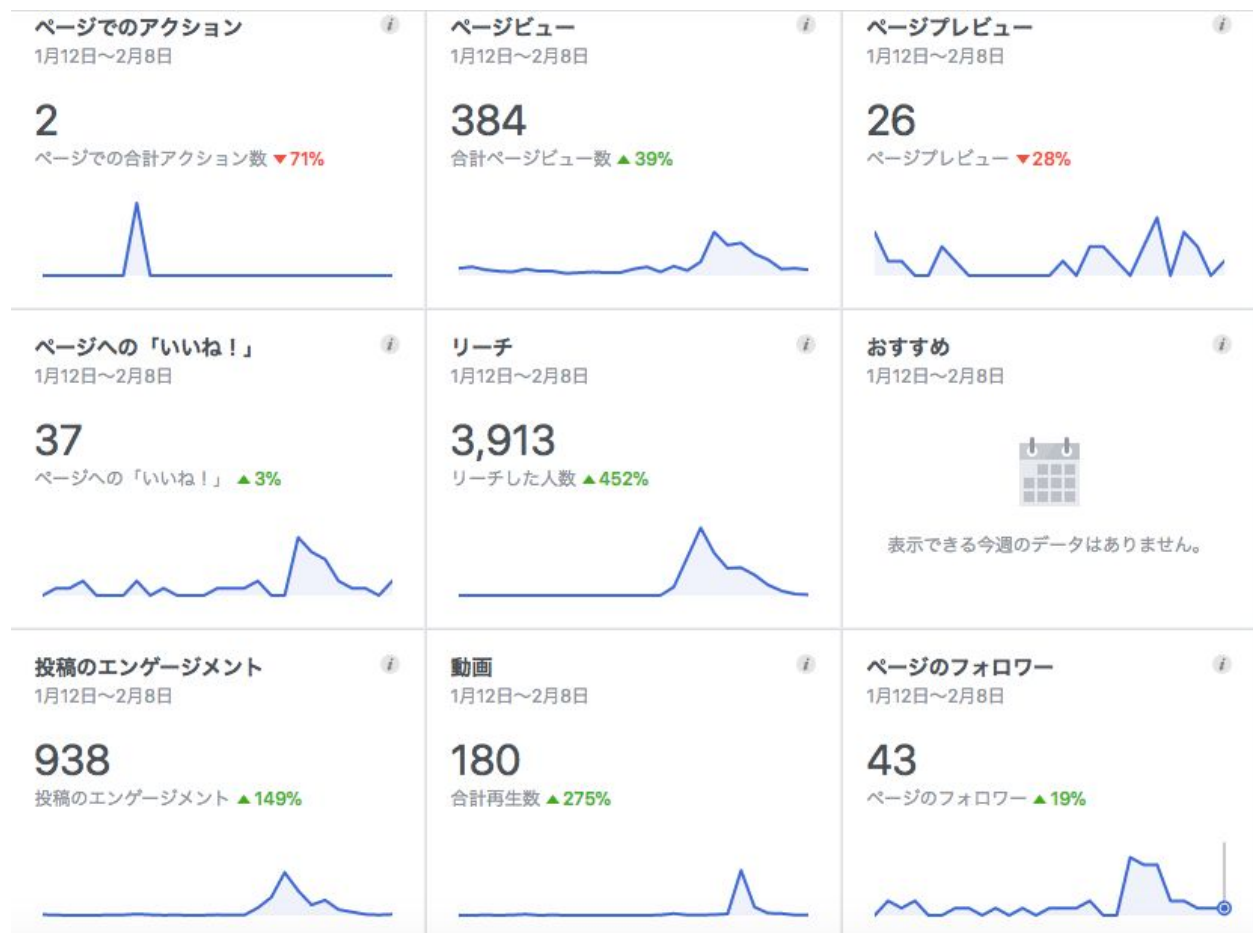 ページでのアクション
1月12日〜2月8日
2
ページでの合計アクション数 ▼71%
ページビュー
1月12日〜2月8日
384
合計ページビュー数 ▲39%
ページプレビュー
1月12日〜2月8日
26
ページプレビュー ▼28%
ページへの「いいね！」
1月12日〜2月8日
37
ページへの「いいね！」 ▲3%
リーチ
1月12日〜2月8日
3,913
リーチした人数 ▲452%
おすすめ
1月12日〜2月8日
表示できる今週のデータはありません。
投稿のエンゲージメント
1月12日〜2月8日
938
投稿のエンゲージメント ▲149%
動画
1月12日〜2月8日
180
合計再生数 ▲275%
ページのフォロワー
1月12日〜2月8日
43
ページのフォロワー ▲19%